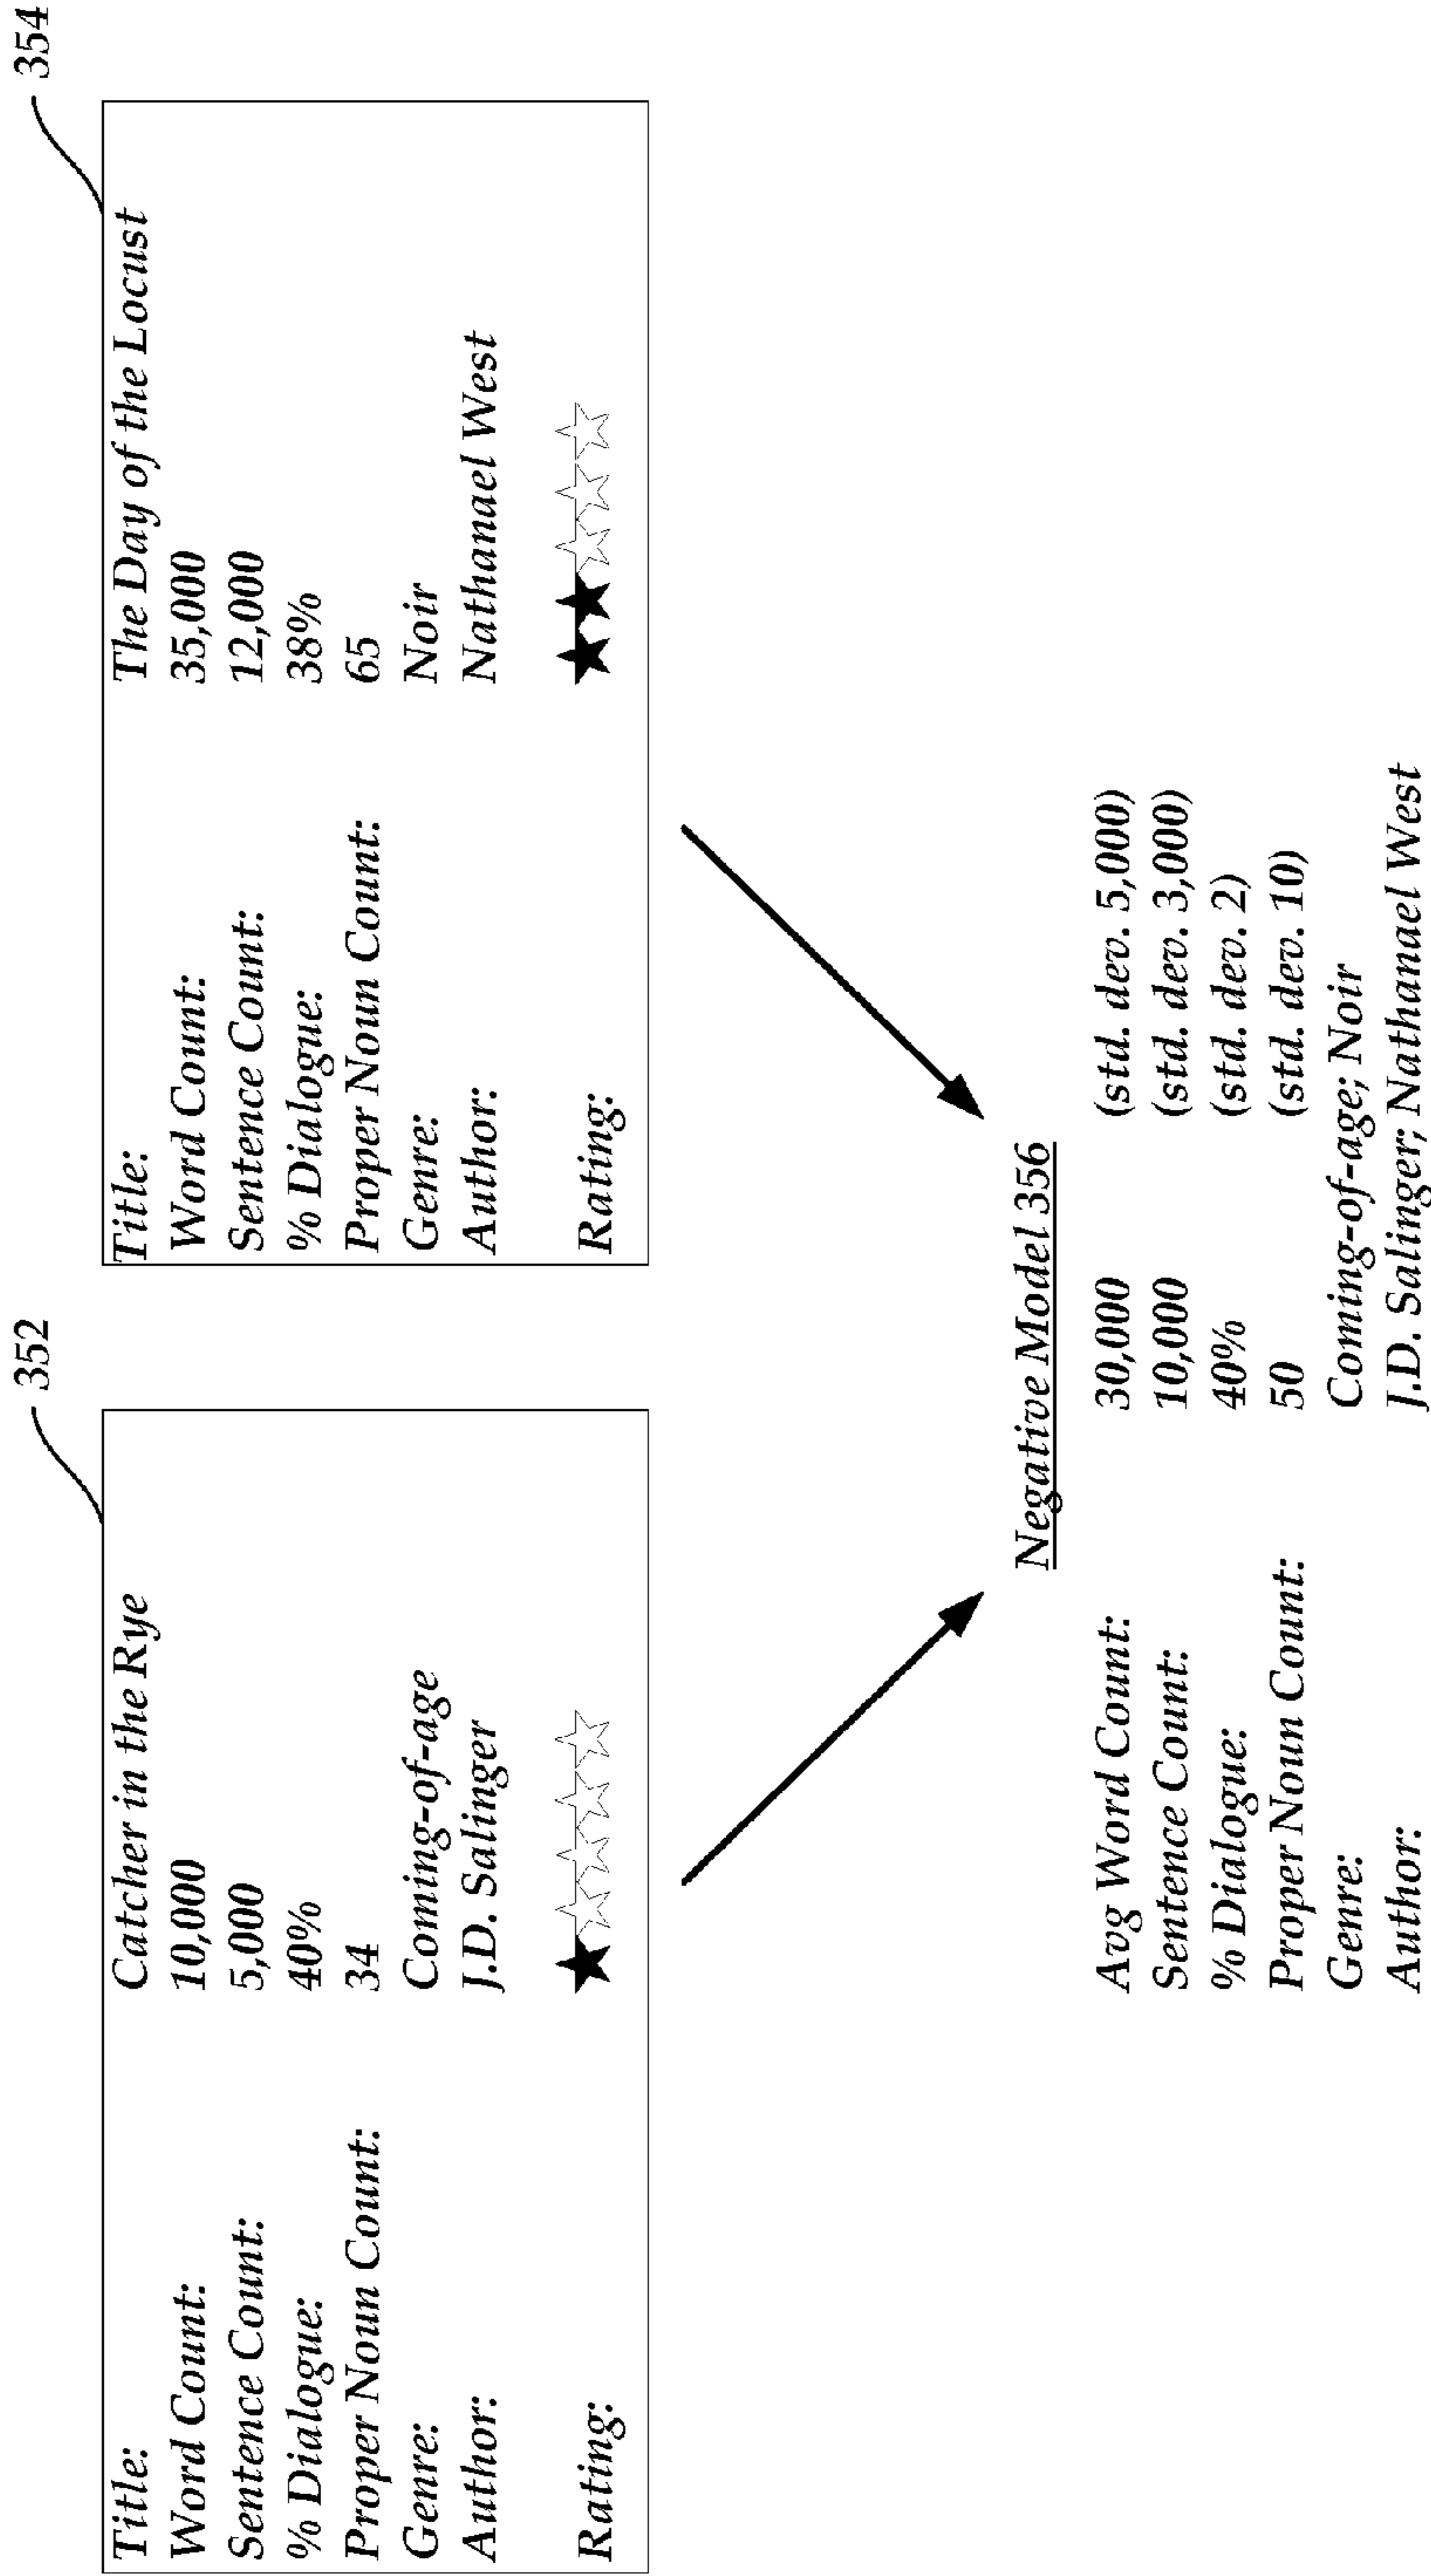 352
Title: Catcher in the Rye
Word Count: 10,000
Sentence Count: 5,000
% Dialogue: 40%
Proper Noun Count: 34
Genre: Coming-of-age
Author: J.D. Salinger
Rating:
354
Title: The Day of the Locust
Word Count: 35,000
Sentence Count: 12,000
% Dialogue: 38%
Proper Noun Count: 65
Genre: Noir
Author: Nathanael West
Rating:
Negative Model 356
Avg Word Count: 30,000 (std. dev. 5,000)
Sentence Count: 10,000 (std. dev. 3,000)
% Dialogue: 40% (std. dev. 2)
Proper Noun Count: 50 (std. dev. 10)
Genre: Coming-of-age; Noir
Author: J.D. Salinger; Nathanael West